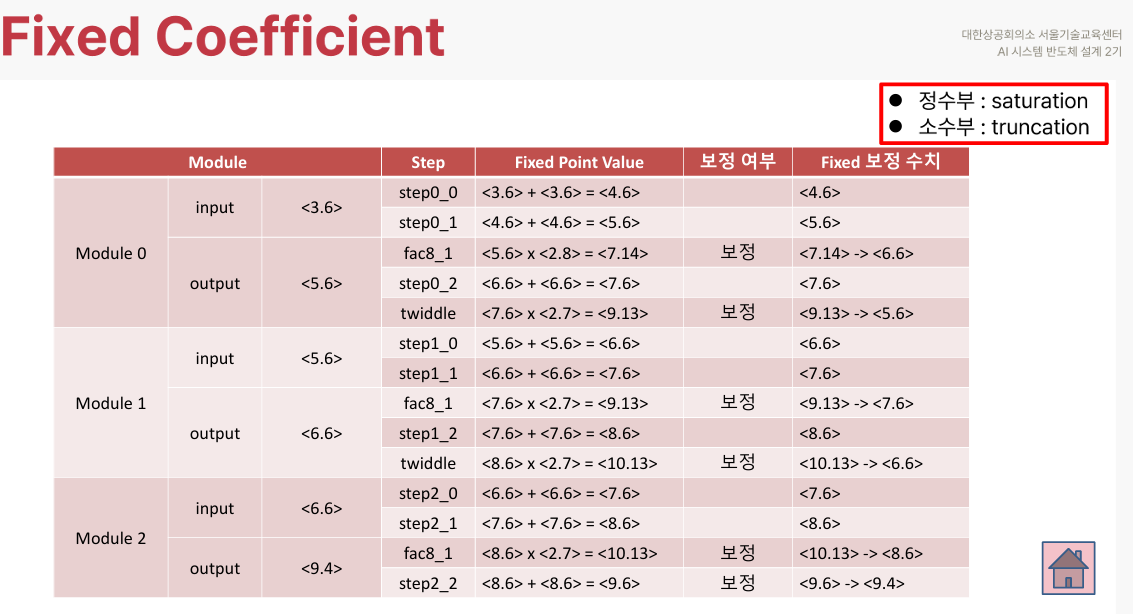 Fixed Coefficient
대한상공회의소 서울기술교육센터
AI 시스템 반도체 설계 2기
● 정수부 : saturation
● 소수부 : truncation
Module Step Fixed Point Value 보정 여부 Fixed 보정 수치
Module 0 input <3.6> step0_0 <3.6> + <3.6> = <4.6> <4.6>
step0_1 <4.6> + <4.6> = <5.6> <5.6>
output <5.6> fac8_1 <5.6> x <2.8> = <7.14> 보정 <7.14> -> <6.6>
step0_2 <6.6> + <6.6> = <7.6> <7.6>
twiddle <7.6> x <2.7> = <9.13> 보정 <9.13> -> <5.6>
Module 1 input <5.6> step1_0 <5.6> + <5.6> = <6.6> <6.6>
step1_1 <6.6> + <6.6> = <7.6> <7.6>
output <6.6> fac8_1 <7.6> x <2.7> = <9.13> 보정 <9.13> -> <7.6>
step1_2 <7.6> + <7.6> = <8.6> <8.6>
twiddle <8.6> x <2.7> = <10.13> 보정 <10.13> -> <6.6>
Module 2 input <6.6> step2_0 <6.6> + <6.6> = <7.6> <7.6>
step2_1 <7.6> + <7.6> = <8.6> <8.6>
output <9.4> fac8_1 <8.6> x <2.7> = <10.13> 보정 <10.13> -> <8.6>
step2_2 <8.6> + <8.6> = <9.6> 보정 <9.6> -> <9.4>